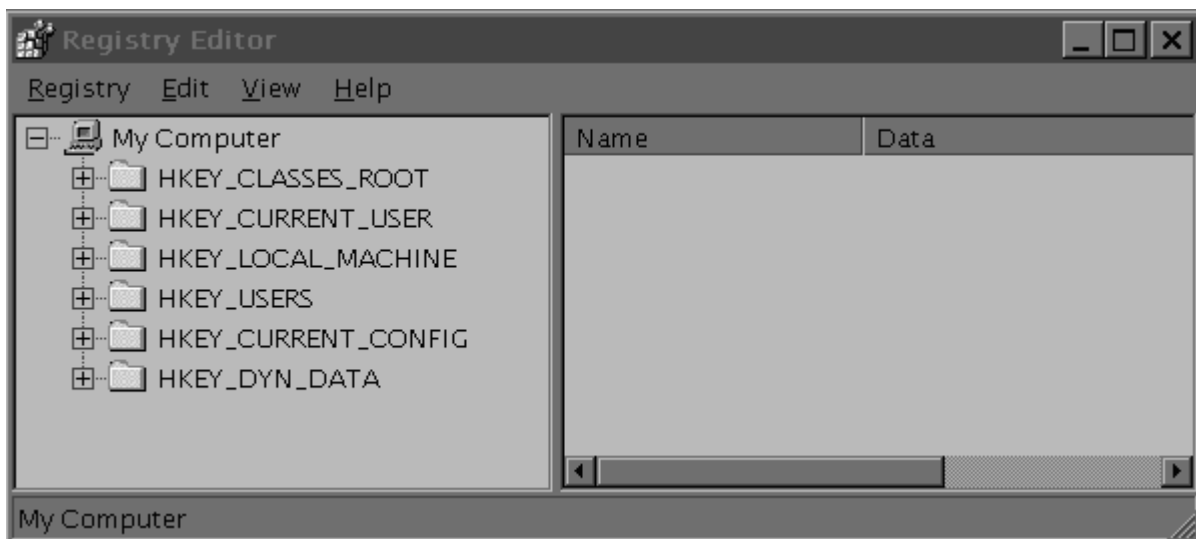 Registry Editor
Registry Edit View Help
My Computer
HKEY_CLASSES_ROOT
HKEY_CURRENT_USER
HKEY_LOCAL_MACHINE
HKEY_USERS
HKEY_CURRENT_CONFIG
HKEY_DYN_DATA
Name Data
My Computer